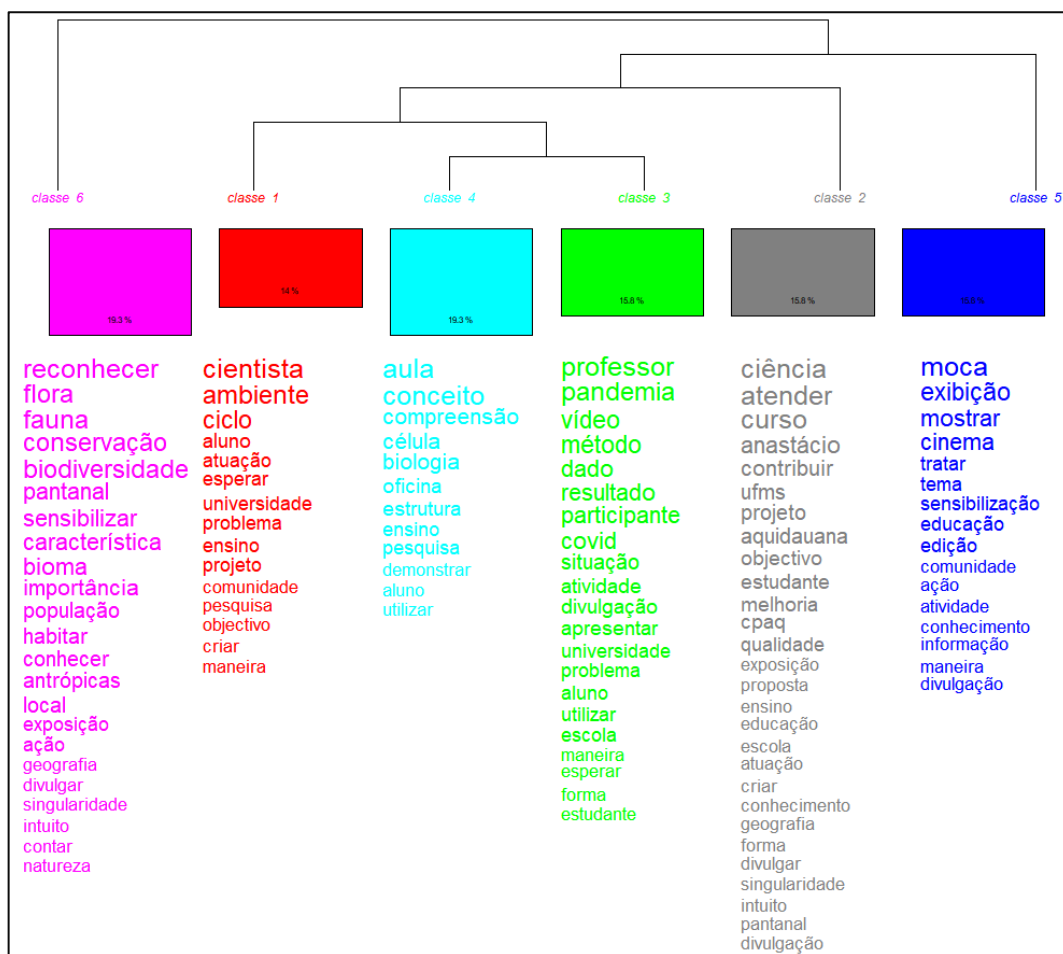 classe 6
classe 1
classe 4
classe 3
classe 2
classe 5
19.3 %
14 %
19.3 %
15.8 %
15.8 %
15.8 %
reconhecer
flora
fauna
conservação
biodiversidade
pantanal
sensibilizar
característica
bioma
importância
população
habitar
conhecer
antrópicas
local
exposição
ação
geografia
divulgar
singularidade
intuito
contar
natureza
cientista
ambiente
ciclo
aluno
atuação
esperar
universidade
problema
ensino
projeto
comunidade
pesquisa
objectivo
criar
maneira
aula
conceito
compreensão
célula
biologia
oficina
estrutura
ensino
pesquisa
demonstrar
aluno
utilizar
professor
pandemia
vídeo
método
dado
resultado
participante
covid
situação
atividade
divulgação
apresentar
universidade
problema
aluno
utilizar
escola
maneira
esperar
forma
estudante
ciência
atender
curso
anastácio
contribuir
ufms
projeto
aquidauana
objectivo
estudante
melhoria
cpaq
qualidade
exposição
proposta
ensino
educação
escola
atuação
criar
conhecimento
geografia
forma
divulgar
singularidade
intuito
pantanal
divulgação
moca
exibição
mostrar
cinema
tratar
tema
sensibilização
educação
edição
comunidade
ação
atividade
conhecimento
informação
maneira
divulgação